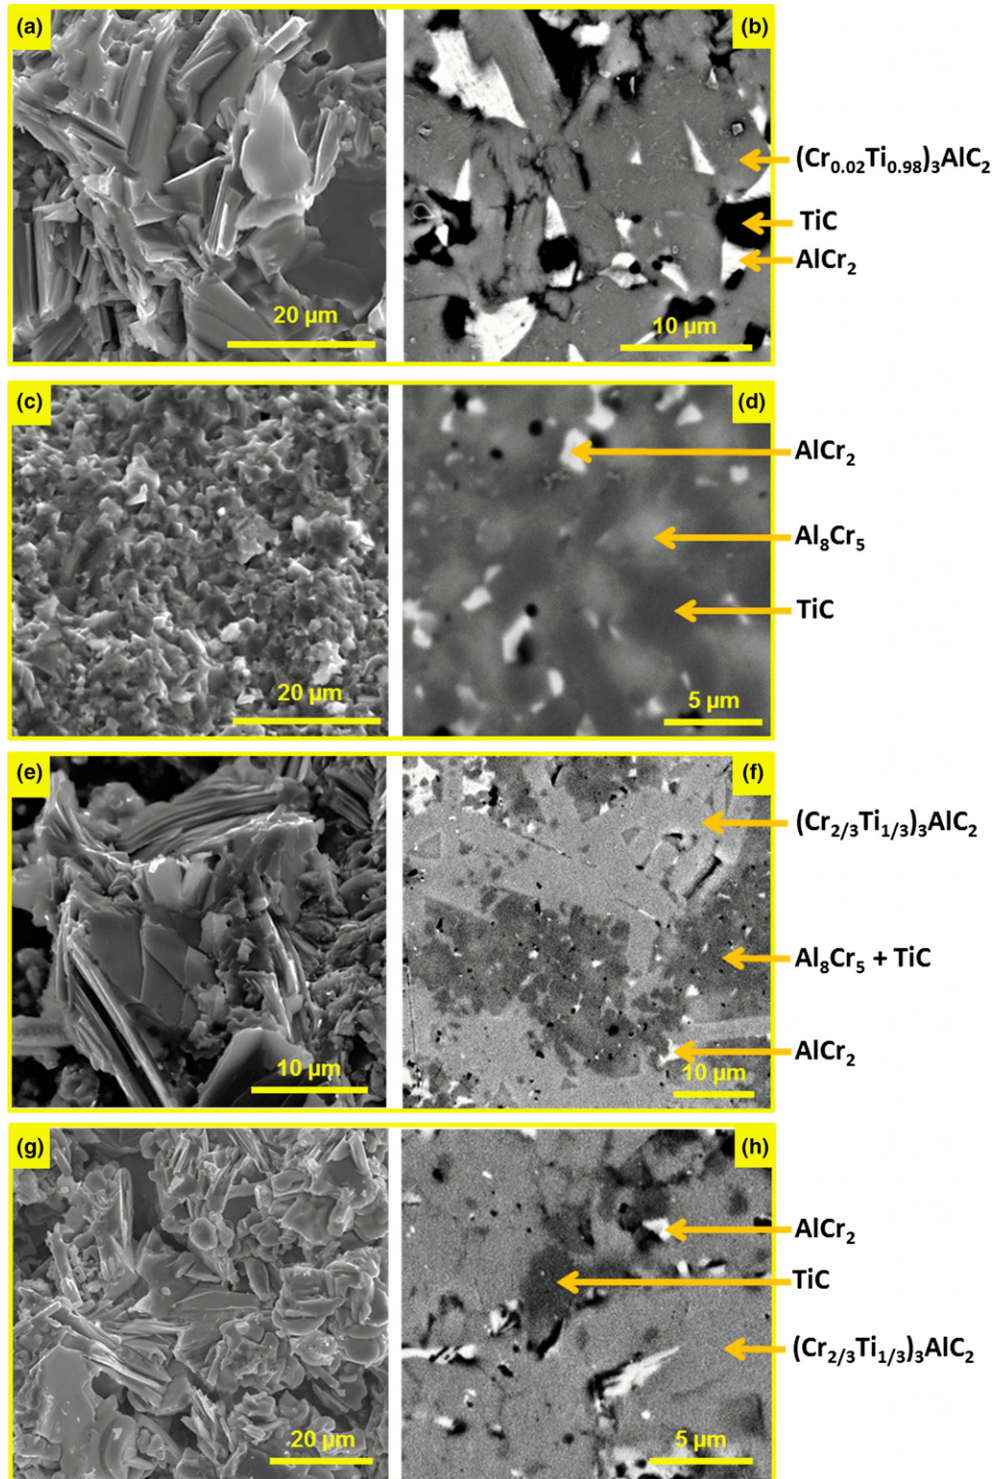 (a)
(b)
(Cr₀.₀₂Ti₀.₉₈)₃AlC₂
TiC
AlCr₂
20 µm
10 µm
(c)
(d)
AlCr₂
Al₈Cr₅
TiC
20 µm
5 µm
(e)
(f)
(Cr₂/₃Ti₁/₃)₃AlC₂
Al₈Cr₅ + TiC
AlCr₂
10 µm
10 µm
(g)
(h)
AlCr₂
TiC
(Cr₂/₃Ti₁/₃)₃AlC₂
20 µm
5 µm